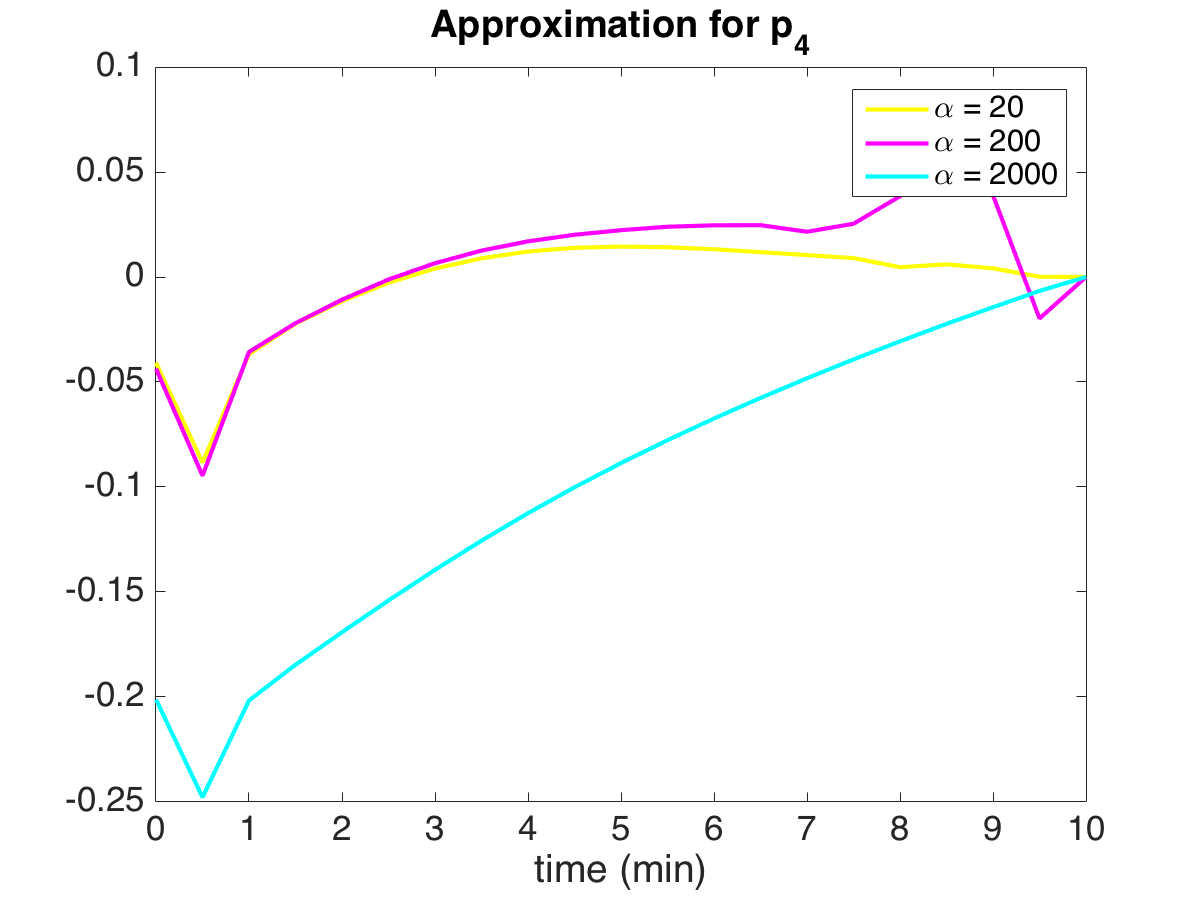 Approximation for p4
0.1
0.05
0
-0.05
-0.1
-0.15
-0.2
-0.25
α = 20
α = 200
α = 2000
0 1 2 3 4 5 6 7 8 9 10
time (min)